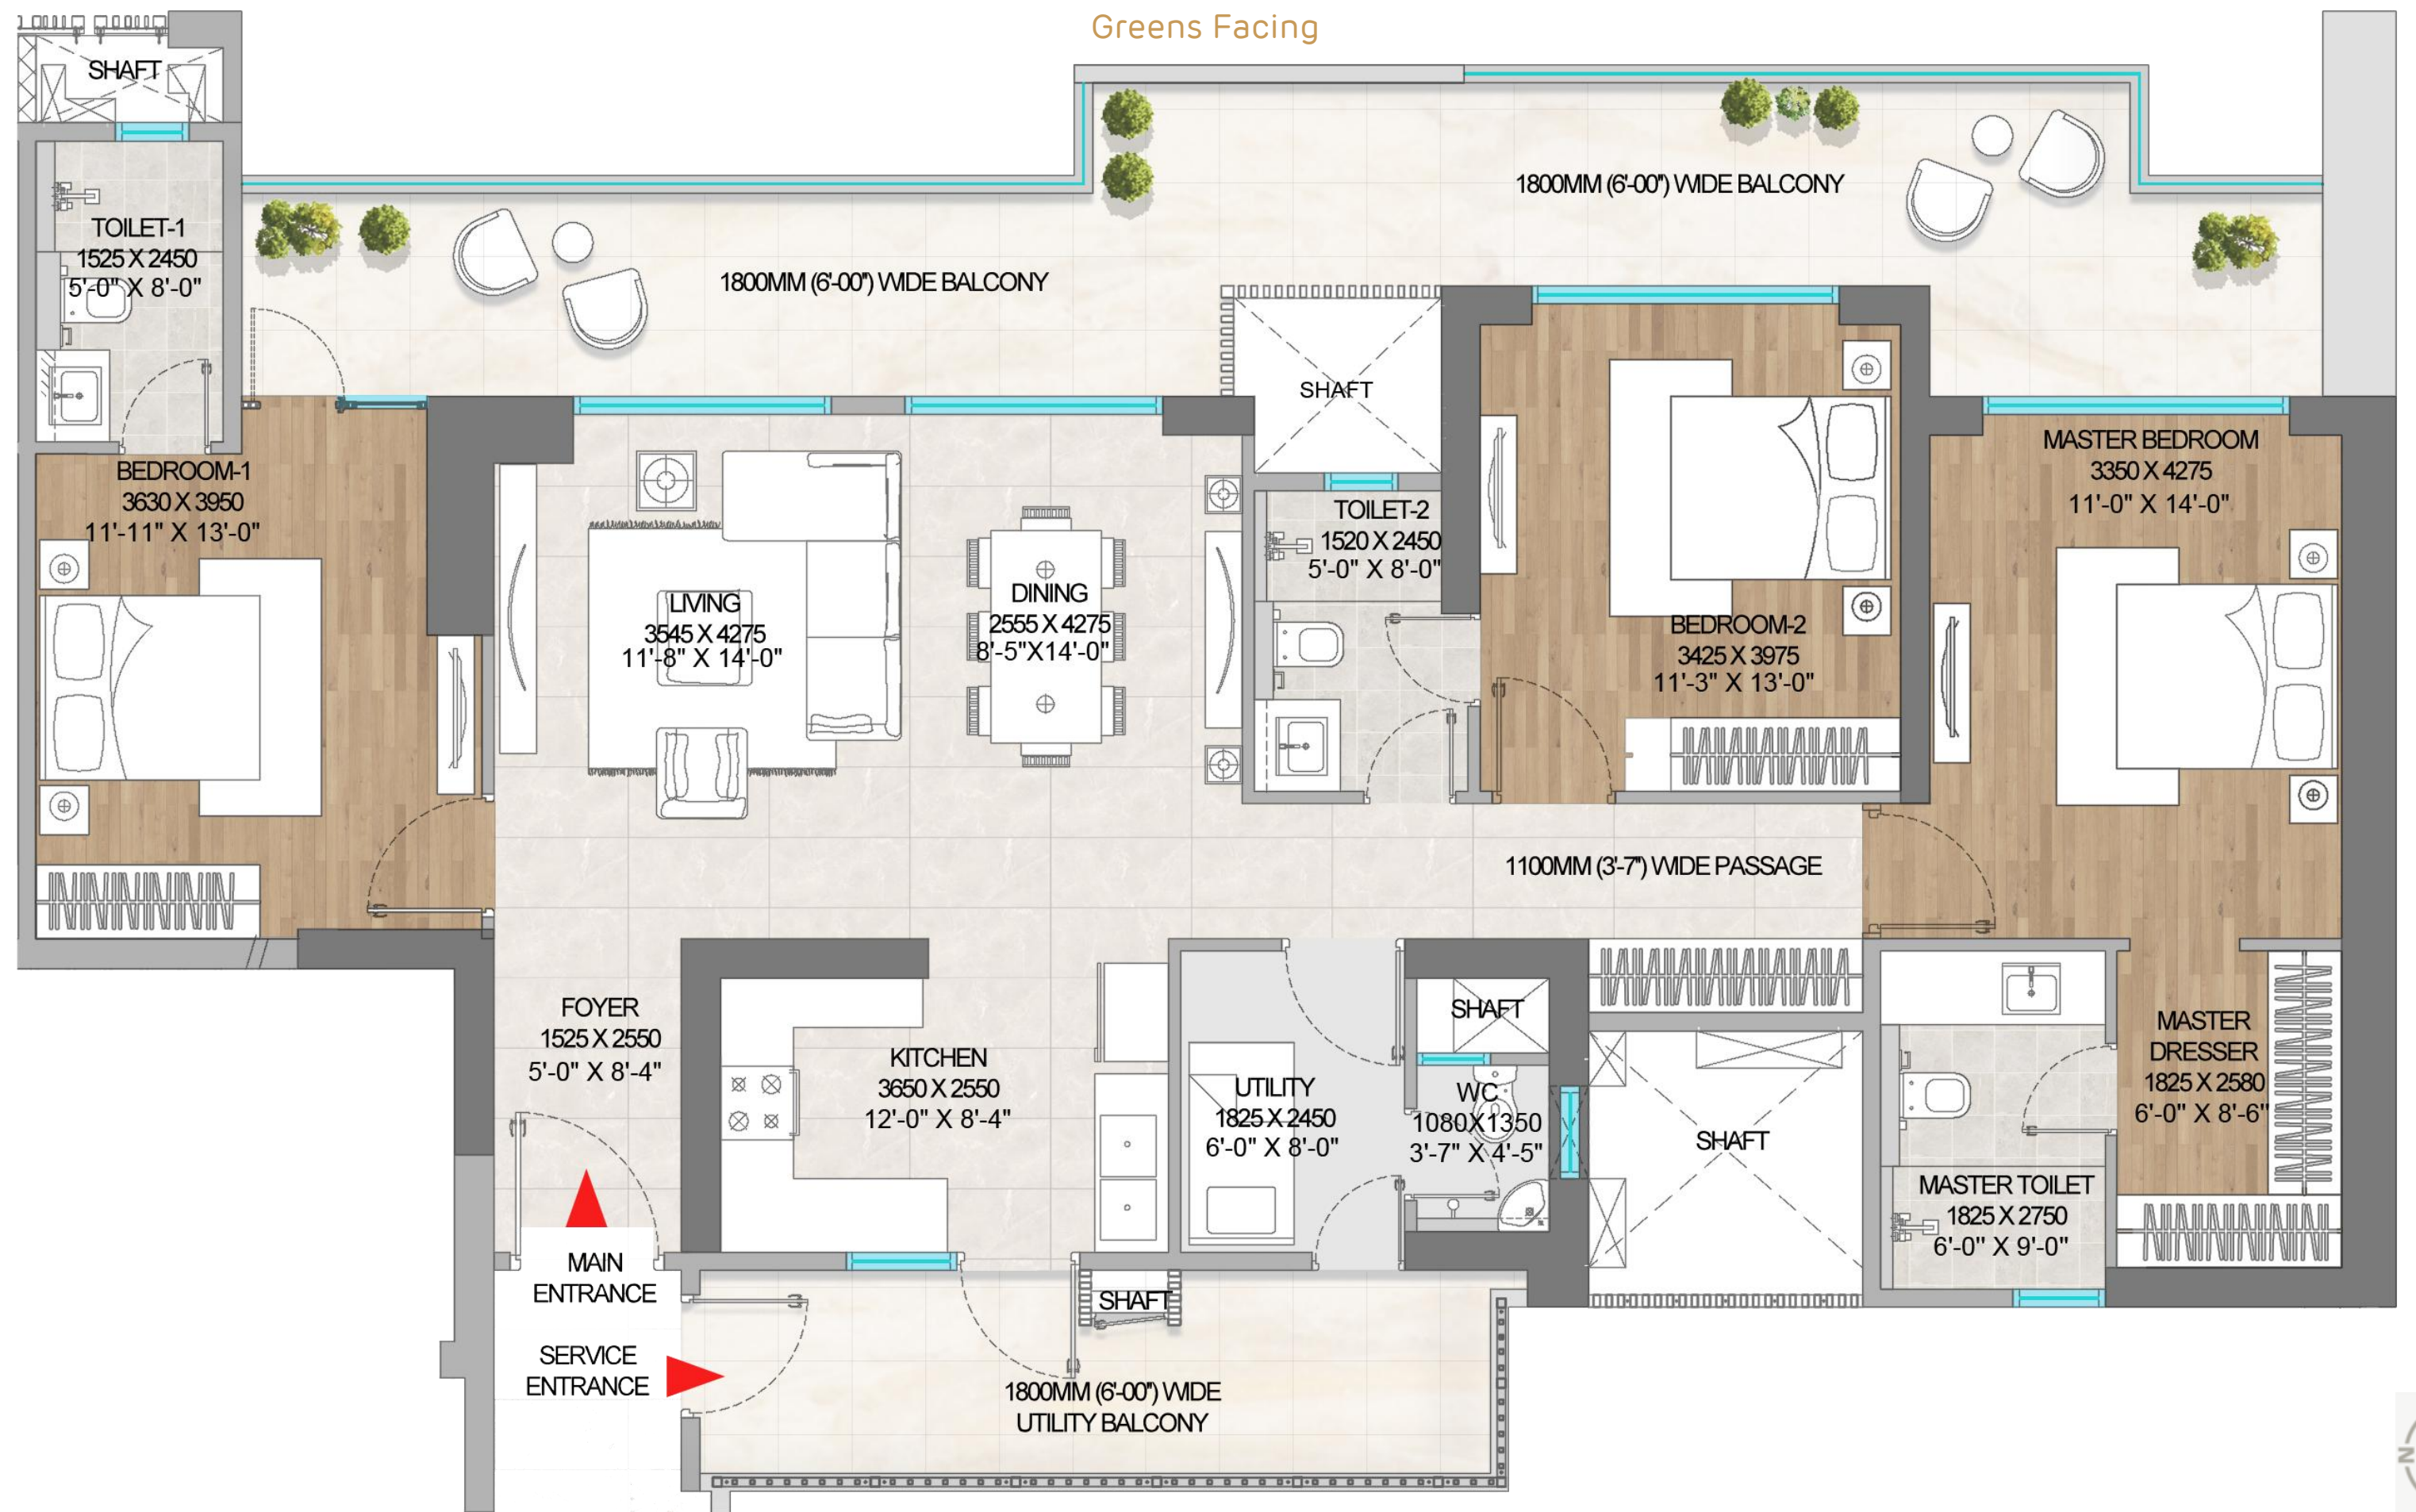 Greens Facing
SHAFT
TOILET-1
1525 X 2450
5'-0" X 8'-0"
1800MM (6'-00") WIDE BALCONY
1800MM (6'-00") WIDE BALCONY
SHAFT
BEDROOM-1
3630 X 3950
11'-11" X 13'-0"
LIVING
3545 X 4275
11'-8" X 14'-0"
DINING
2555 X 4275
8'-5"X14'-0"
TOILET-2
1520 X 2450
5'-0" X 8'-0"
BEDROOM-2
3425 X 3975
11'-3" X 13'-0"
MASTER BEDROOM
3350 X 4275
11'-0" X 14'-0"
1100MM (3'-7") WIDE PASSAGE
FOYER
1525 X 2550
5'-0" X 8'-4"
KITCHEN
3650 X 2550
12'-0" X 8'-4"
UTILITY
1825 X 2450
6'-0" X 8'-0"
SHAFT
WC
1080X1350
3'-7" X 4'-5"
SHAFT
MASTER
DRESSER
1825 X 2580
6'-0" X 8'-6"
MASTER TOILET
1825 X 2750
6'-0" X 9'-0"
MAIN
ENTRANCE
SERVICE
ENTRANCE
SHAFT
1800MM (6'-00") WIDE
UTILITY BALCONY
N